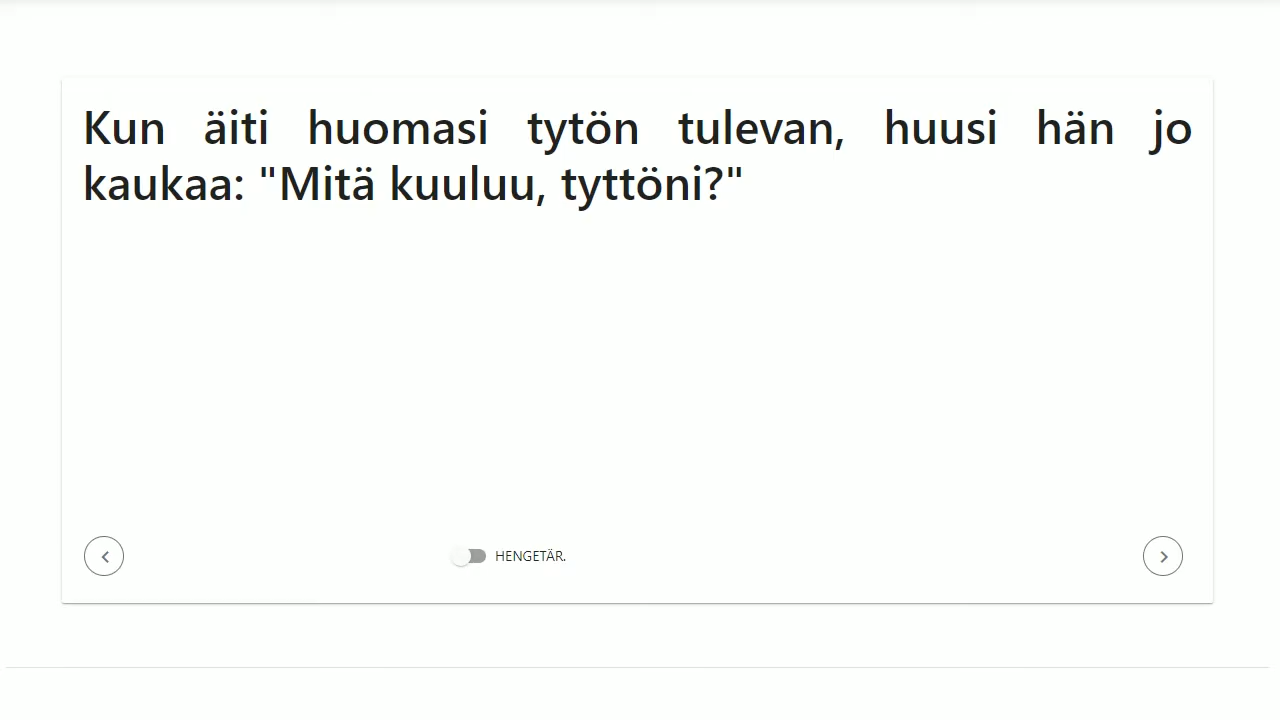 Kun äiti huomasi tytön tulevan, huusi hän jo
kaukaa: "Mitä kuuluu, tyttöni?"
HENGETÄR.